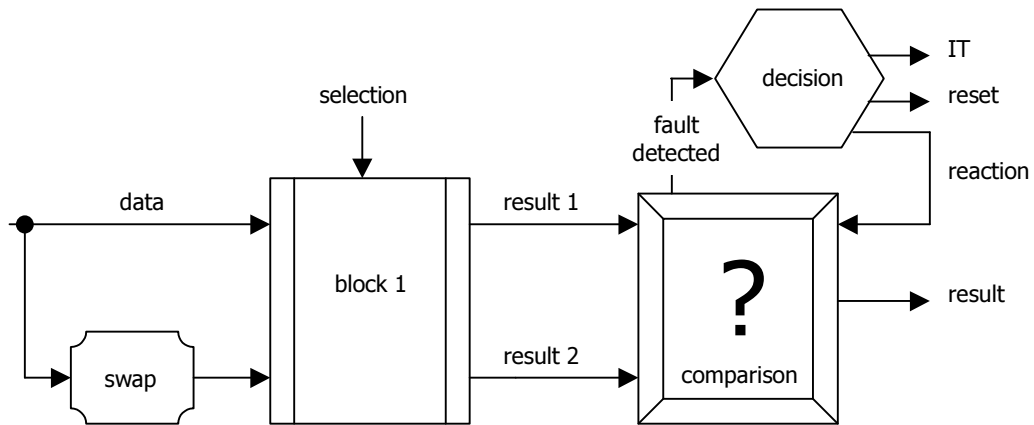 IT
decision
reset
selection
fault
detected
reaction
data
result 1
block 1
?
result
result 2
swap
comparison